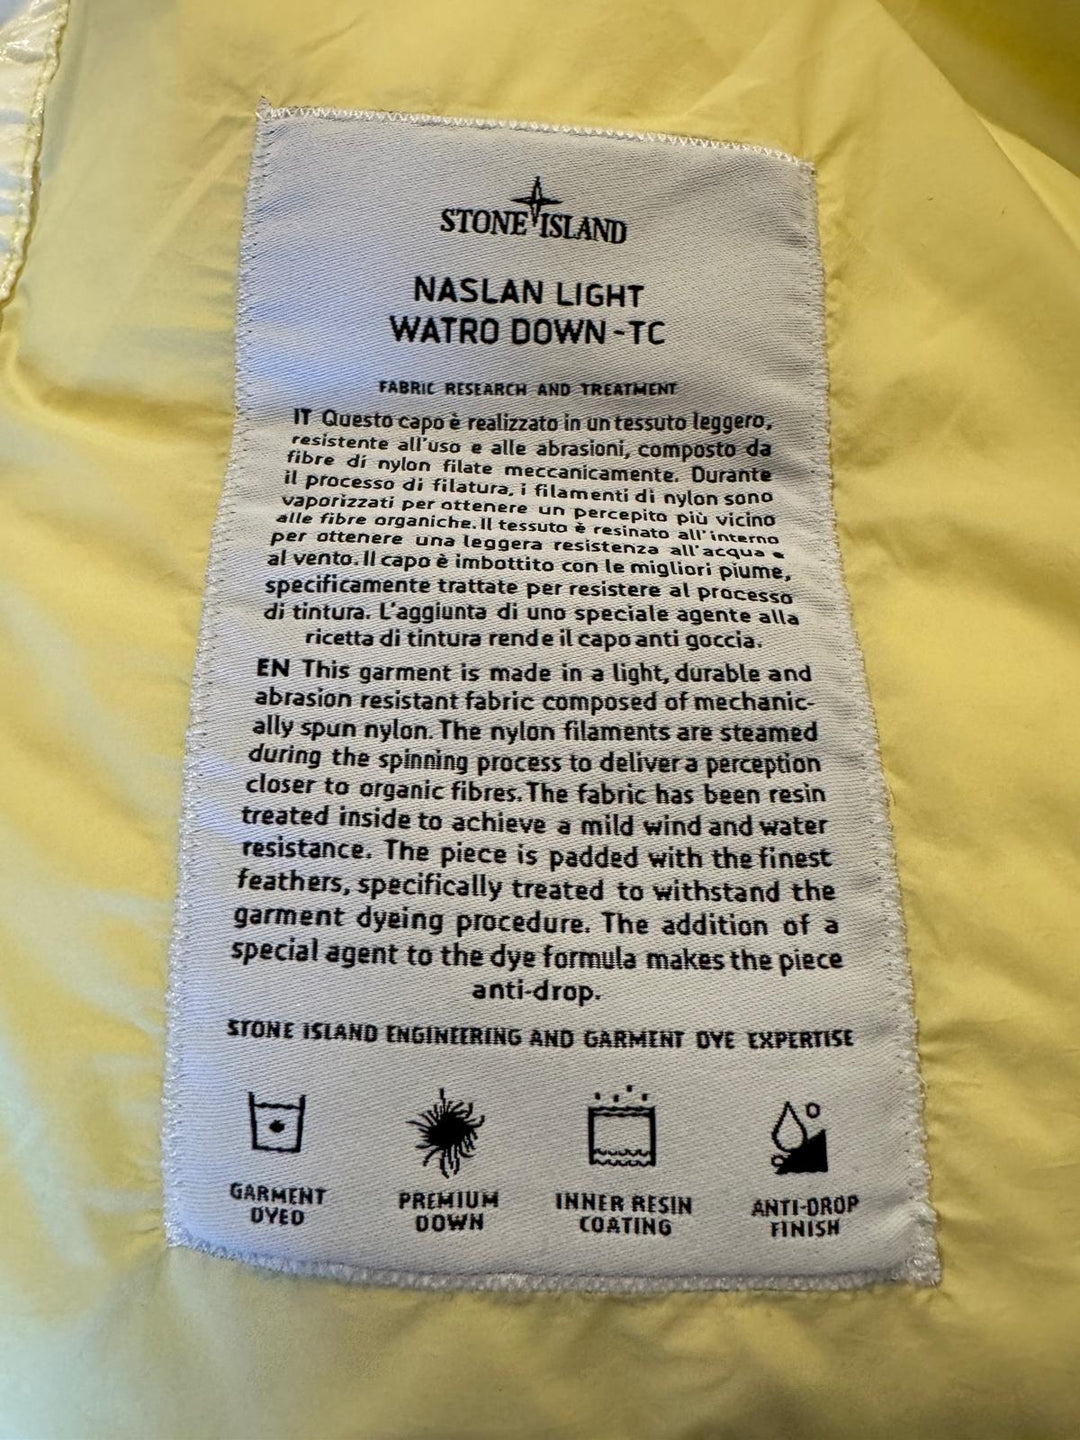 STONE ISLAND
NASLAN LIGHT
WATRO DOWN-TC
FABRIC RESEARCH AND TREATMENT
IT Questo capo è realizzato in un tessuto leggero,
resistente all'uso e alle abrasioni, composto da
fibre di nylon filate meccanicamente. Durante
il processo di filatura, i filamenti di nylon sono
vaporizzati per ottenere un percepito più vicino
alle fibre organiche. Il tessuto è resinato all'interno
per ottenere una leggera resistenza all'acqua e
al vento. Il capo è imbottito con le migliori piume,
specificamente trattate per resistere al processo
di tintura. L'aggiunta di uno speciale agente alla
ricetta di tintura rende il capo anti goccia.
EN This garment is made in a light, durable and
abrasion resistant fabric composed of mechanic-
ally spun nylon. The nylon filaments are steamed
during the spinning process to deliver a perception
closer to organic fibres. The fabric has been resin
treated inside to achieve a mild wind and water
resistance. The piece is padded with the finest
feathers, specifically treated to withstand the
garment dyeing procedure. The addition of a
special agent to the dye formula makes the piece
anti-drop.
STONE ISLAND ENGINEERING AND GARMENT DYE EXPERTISE
GARMENT DYED
PREMIUM DOWN
INNER RESIN COATING
ANTI-DROP FINISH